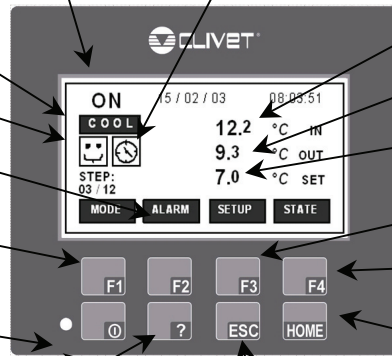 CLIVET
ON 15 / 02 / 03 08:03:51
COOL
12.2 °C IN
9.3 °C OUT
7.0 °C SET
STEP:
03 / 12
MODE ALARM SETUP STATE
F1 F2 F3 F4
? ESC HOME